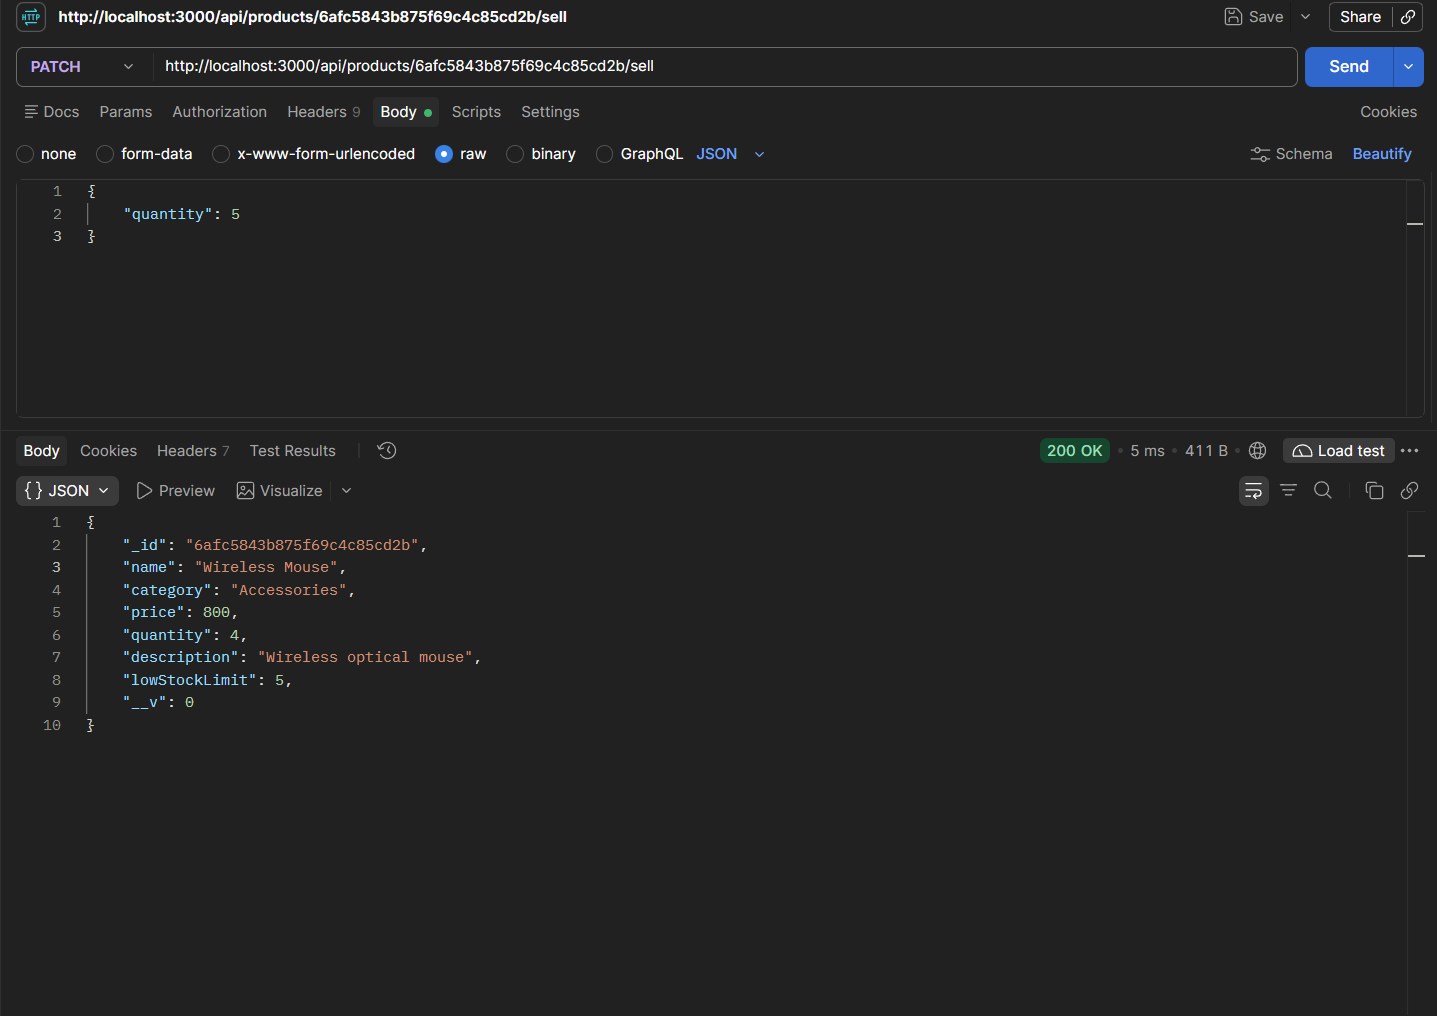 HTTP http://localhost:3000/api/products/6afc5843b875f69c4c85cd2b/sell Save Share
PATCH http://localhost:3000/api/products/6afc5843b875f69c4c85cd2b/sell Send
Docs Params Authorization Headers 9 Body Scripts Settings Cookies
none form-data x-www-form-urlencoded raw binary GraphQL JSON Schema Beautify
1 {
2 "quantity": 5
3 }
Body Cookies Headers 7 Test Results 200 OK 5 ms 411 B Load test
{} JSON Preview Visualize
1 {
2 "_id": "6afc5843b875f69c4c85cd2b",
3 "name": "Wireless Mouse",
4 "category": "Accessories",
5 "price": 800,
6 "quantity": 4,
7 "description": "Wireless optical mouse",
8 "lowStockLimit": 5,
9 "__v": 0
10 }